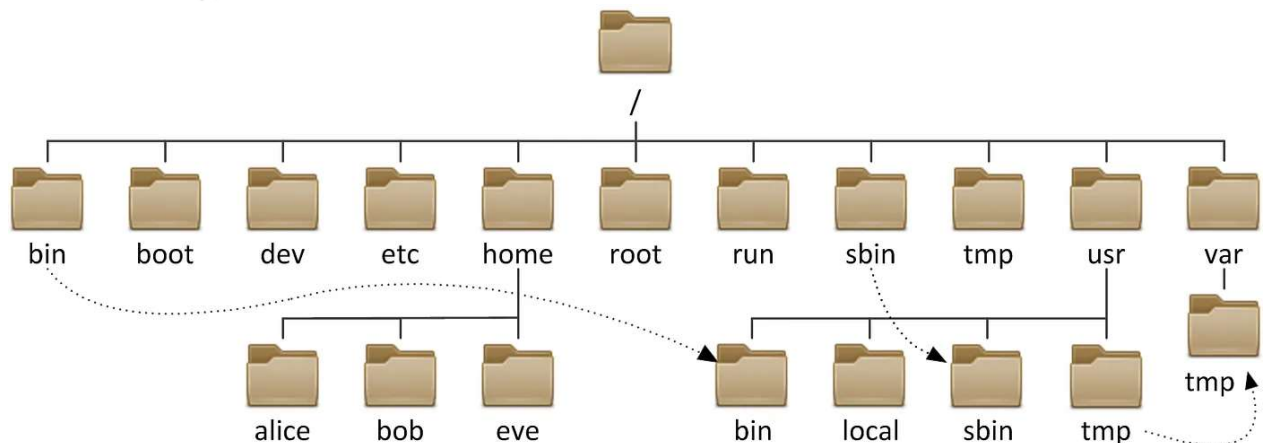 /
bin boot dev etc home root run sbin tmp usr var
tmp
alice bob eve bin local sbin tmp